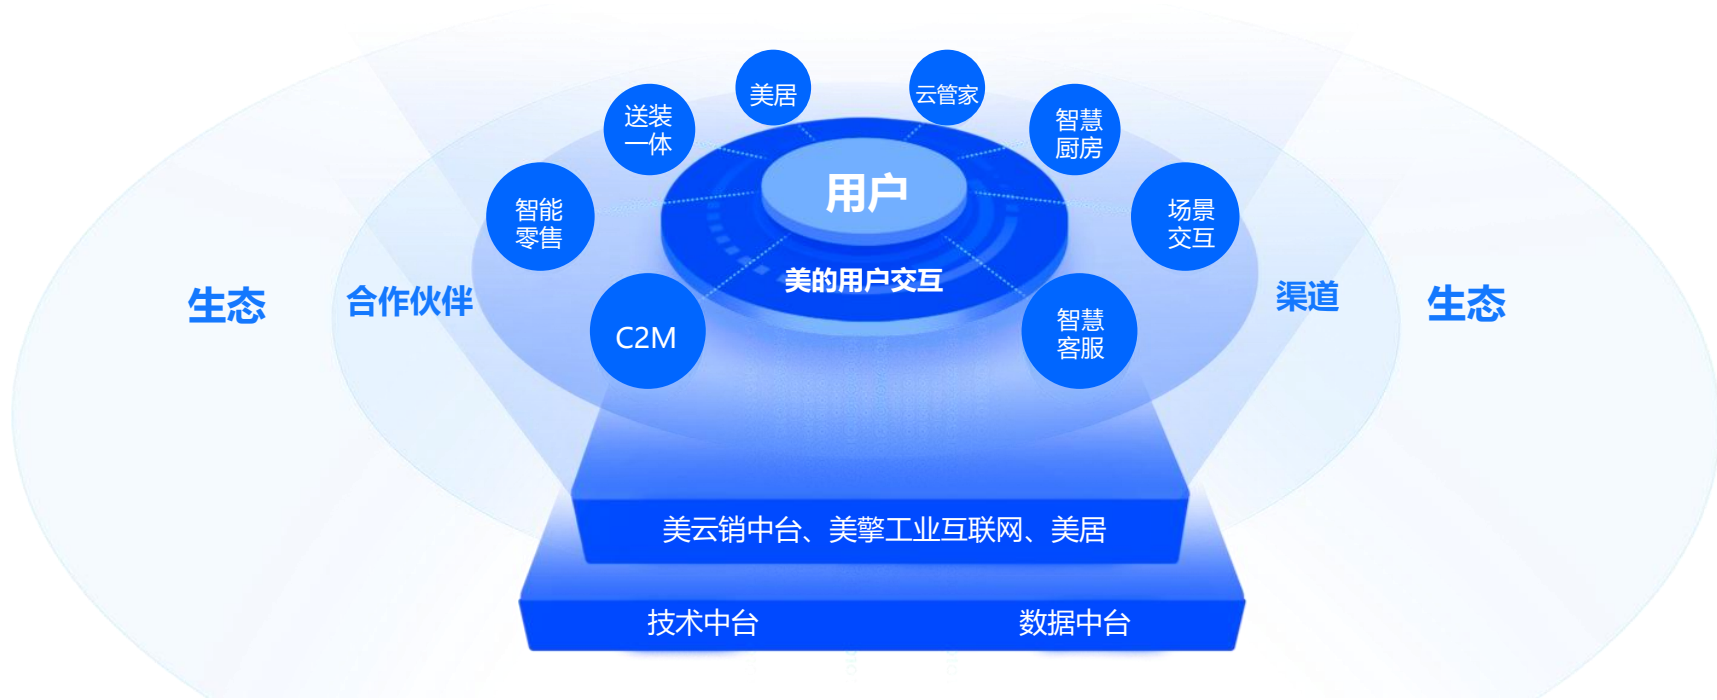 美居
云管家
送装
一体
智慧
厨房
用户
智能
零售
场景
交互
美的用户交互
生态
合作伙伴
渠道
生态
C2M
智慧
客服
美云销中台、美擎工业互联网、美居
技术中台
数据中台